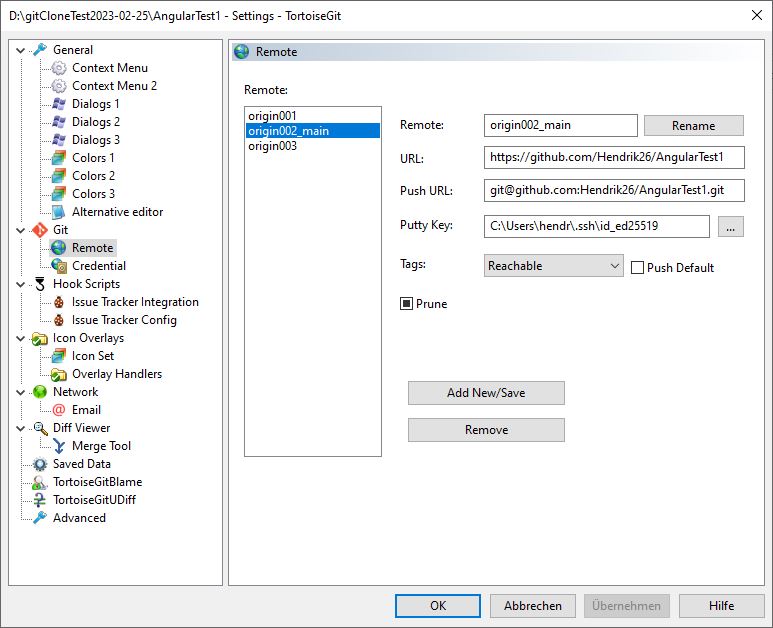 D:\gitCloneTest2023-02-25\AngularTest1 - Settings - TortoiseGit
General
Context Menu
Context Menu 2
Dialogs 1
Dialogs 2
Dialogs 3
Colors 1
Colors 2
Colors 3
Alternative editor
Git
Remote
Credential
Hook Scripts
Issue Tracker Integration
Issue Tracker Config
Icon Overlays
Icon Set
Overlay Handlers
Network
Email
Diff Viewer
Merge Tool
Saved Data
TortoiseGitBlame
TortoiseGitUDiff
Advanced
Remote
Remote:
origin001
origin002_main
origin003
Remote: origin002_main Rename
URL: https://github.com/Hendrik26/AngularTest1
Push URL: git@github.com:Hendrik26/AngularTest1.git
Putty Key: C:\Users\hendr\.ssh\id_ed25519 ...
Tags: Reachable Push Default
Prune
Add New/Save
Remove
OK Abbrechen Übernehmen Hilfe